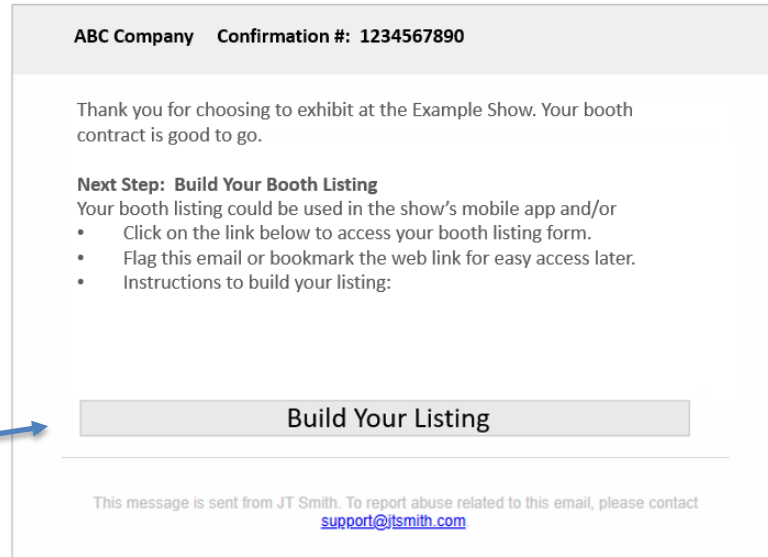 ABC Company Confirmation #: 1234567890
Thank you for choosing to exhibit at the Example Show. Your booth
contract is good to go.
Next Step: Build Your Booth Listing
Your booth listing could be used in the show's mobile app and/or
• Click on the link below to access your booth listing form.
• Flag this email or bookmark the web link for easy access later.
• Instructions to build your listing:
Build Your Listing
This message is sent from JT Smith. To report abuse related to this email, please contact
support@jtsmith.com.